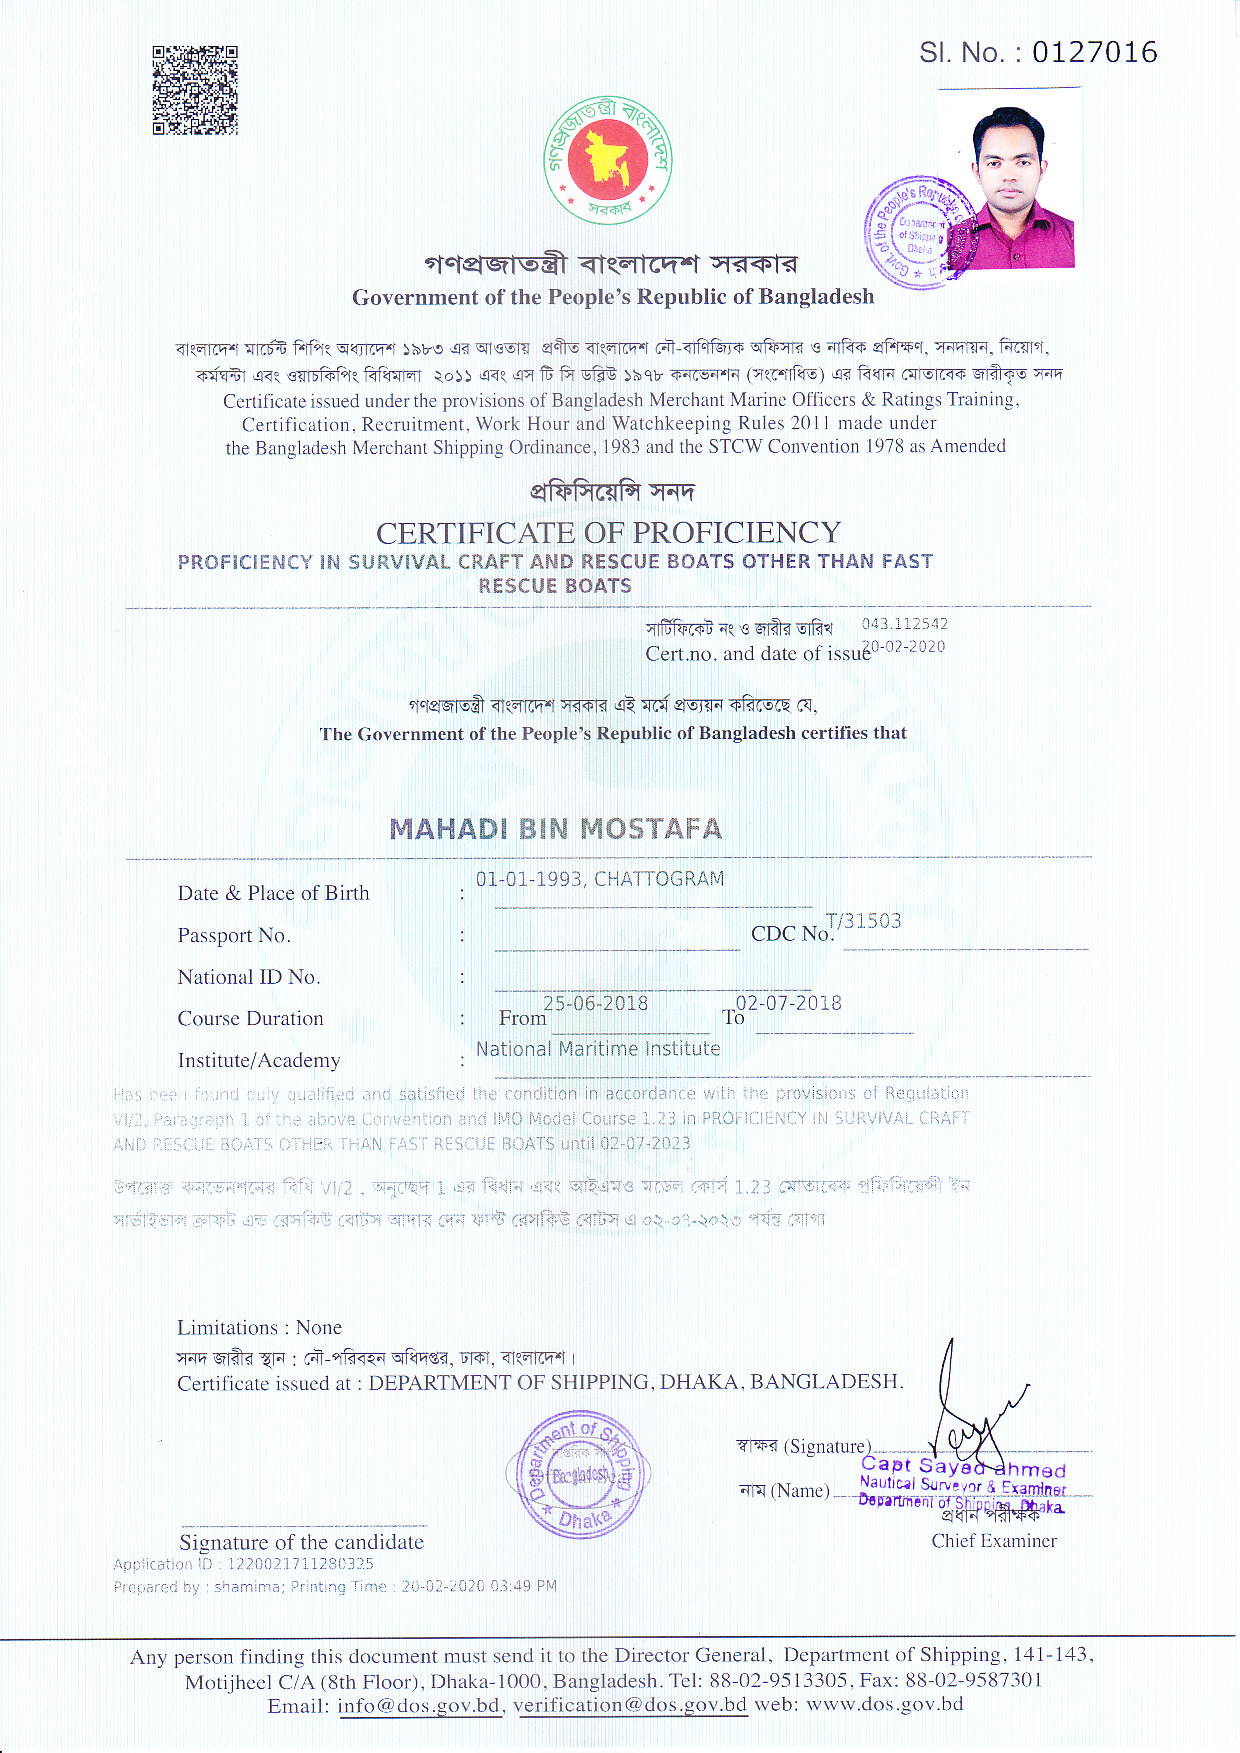 Sl. No. : 0127016
গণপ্রজাতন্ত্রী বাংলাদেশ
সরকার
Govt. of the People's Republic of
Department
of Shipping
Dhaka
গণপ্রজাতন্ত্রী বাংলাদেশ সরকার
Government of the People's Republic of Bangladesh
বাংলাদেশ মার্চেন্ট শিপিং অধ্যাদেশ ১৯৮৩ এর আওতায় প্রণীত বাংলাদেশ নৌ-বাণিজ্যিক অফিসার ও নাবিক প্রশিক্ষণ, সনদায়ন, নিয়োগ,
কর্মঘন্টা এবং ওয়াচকিপিং বিধিমালা ২০১১ এবং এস টি সি ডব্লিউ ১৯৭৮ কনভেনশন (সংশোধিত) এর বিধান মোতাবেক জারীকৃত সনদ
Certificate issued under the provisions of Bangladesh Merchant Marine Officers & Ratings Training,
Certification, Recruitment, Work Hour and Watchkeeping Rules 2011 made under
the Bangladesh Merchant Shipping Ordinance, 1983 and the STCW Convention 1978 as Amended
প্রফিসিয়েন্সি সনদ
CERTIFICATE OF PROFICIENCY
PROFICIENCY IN SURVIVAL CRAFT AND RESCUE BOATS OTHER THAN FAST
RESCUE BOATS
সার্টিফিকেট নং ও জারীর তারিখ 043.112542
Cert.no. and date of issue 20-02-2020
গণপ্রজাতন্ত্রী বাংলাদেশ সরকার এই মর্মে প্রত্যয়ন করিতেছে যে,
The Government of the People's Republic of Bangladesh certifies that
MAHADI BIN MOSTAFA
Date & Place of Birth : 01-01-1993, CHATTOGRAM
Passport No. : CDC No. T/31503
National ID No. :
Course Duration : From 25-06-2018 To 02-07-2018
Institute/Academy : National Maritime Institute
Has been found duly qualified and satisfied the condition in accordance with the provisions of Regulation
VI/2, Paragraph 1 of the above Convention and IMO Model Course 1.23 in PROFICIENCY IN SURVIVAL CRAFT
AND RESCUE BOATS OTHER THAN FAST RESCUE BOATS until 02-07-2023
উপরোক্ত কনভেনশনের বিধি VI/2 , অনুচ্ছেদ 1 এর বিধান এবং আইএমও মডেল কোর্স 1.23 মোতাবেক প্রফিসিয়েন্সী ইন
সার্ভাইভাল ক্রাফট এন্ড রেসকিউ বোটস আদার দেন ফাস্ট রেসকিউ বোটস এ ০২-০৭-২০২৩ পর্যন্ত যোগ্য
Limitations : None
সনদ জারীর স্থান : নৌ-পরিবহন অধিদপ্তর, ঢাকা, বাংলাদেশ।
Certificate issued at : DEPARTMENT OF SHIPPING, DHAKA, BANGLADESH.
Department of Shipping
Bangladesh
Dhaka
স্বাক্ষর (Signature)
Capt Sayed ahmed
নাম (Name) Nautical Surveyor & Examiner
Department of Shipping, Dhaka.
প্রধান পরীক্ষক
Signature of the candidate
Chief Examiner
Application ID : 1220021711280325
Prepared by : shamima; Printing Time : 20-02-2020 03:49 PM
Any person finding this document must send it to the Director General, Department of Shipping, 141-143,
Motijheel C/A (8th Floor), Dhaka-1000, Bangladesh. Tel: 88-02-9513305, Fax: 88-02-9587301
Email: info@dos.gov.bd, verification@dos.gov.bd web: www.dos.gov.bd